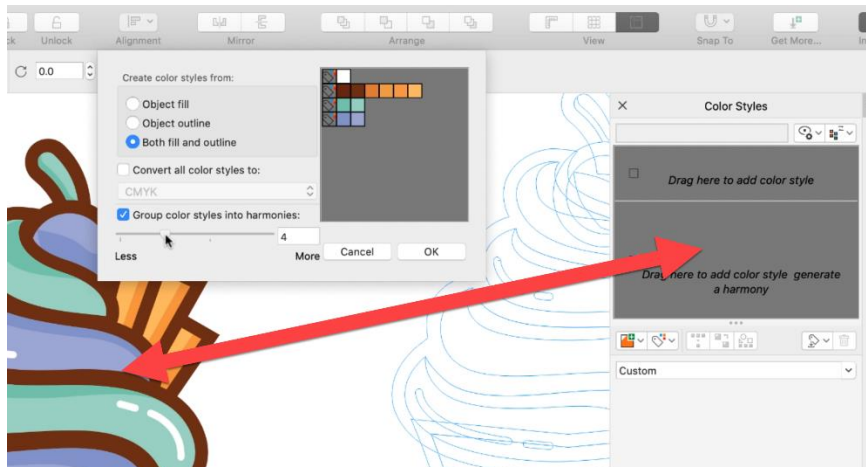 ck
Unlock
Alignment
Mirror
Arrange
View
Snap To
Get More...
In
0.0
Create color styles from:
Object fill
Object outline
Both fill and outline
Convert all color styles to:
CMYK
Group color styles into harmonies:
4
Less
More
Cancel
OK
Color Styles
Drag here to add color style
Drag here to add color style generate
a harmony
Custom